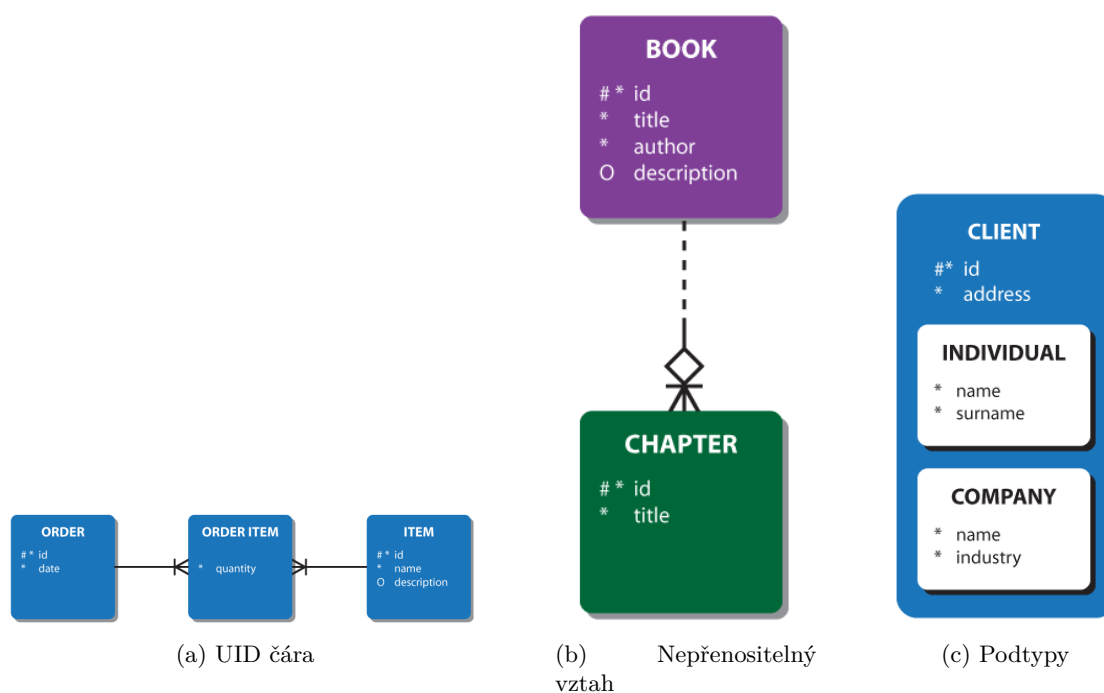 ORDER
# * id
* date
ORDER ITEM
* quantity
ITEM
# * id
* name
O description
(a) UID čára
BOOK
# * id
* title
* author
O description
CHAPTER
# * id
* title
(b) Nepřenositelný
vztah
CLIENT
#* id
* address
INDIVIDUAL
* name
* surname
COMPANY
* name
* industry
(c) Podtypy